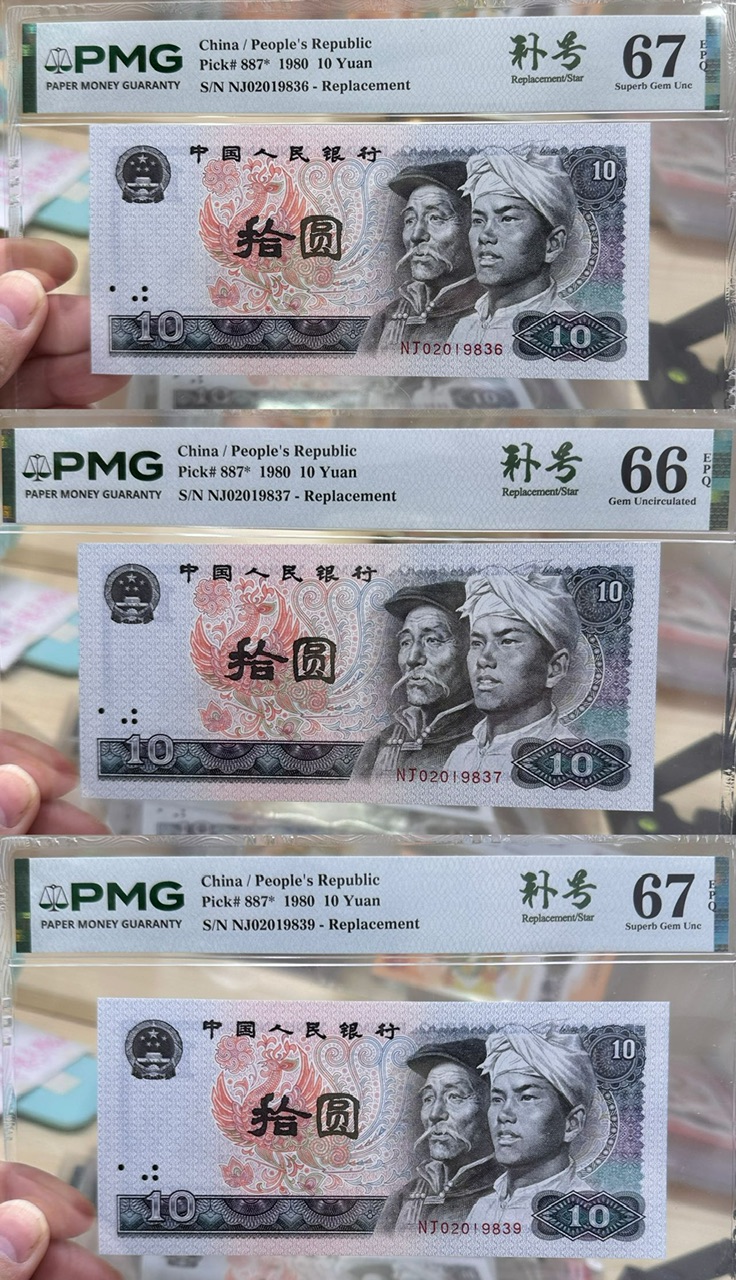 PMG
PAPER MONEY GUARANTY
China / People's Republic
Pick# 887* 1980 10 Yuan
S/N NJ02019836 - Replacement
补号
Replacement/Star
67
EPQ
Superb Gem Unc
中国人民银行
10
拾圆
10
NJ02019836
10
PMG
PAPER MONEY GUARANTY
China / People's Republic
Pick# 887* 1980 10 Yuan
S/N NJ02019837 - Replacement
补号
Replacement/Star
66
EPQ
Gem Uncirculated
中国人民银行
10
拾圆
10
NJ02019837
10
PMG
PAPER MONEY GUARANTY
China / People's Republic
Pick# 887* 1980 10 Yuan
S/N NJ02019839 - Replacement
补号
Replacement/Star
67
EPQ
Superb Gem Unc
中国人民银行
10
拾圆
10
NJ02019839
10